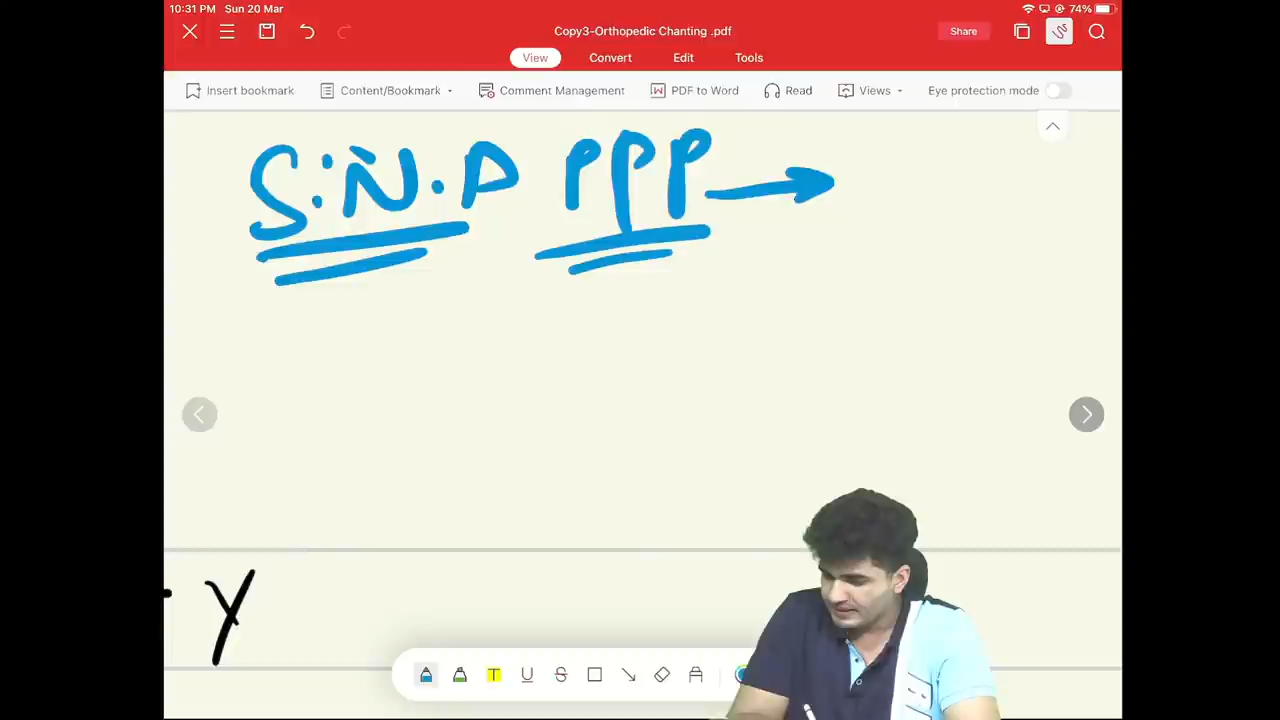 10:31 PM Sun 20 Mar 74%
Copy3-Orthopedic Chanting .pdf Share
View Convert Edit Tools
Insert bookmark Content/Bookmark Comment Management PDF to Word Read Views Eye protection mode
S.N.D PPP →
Y
T U S A